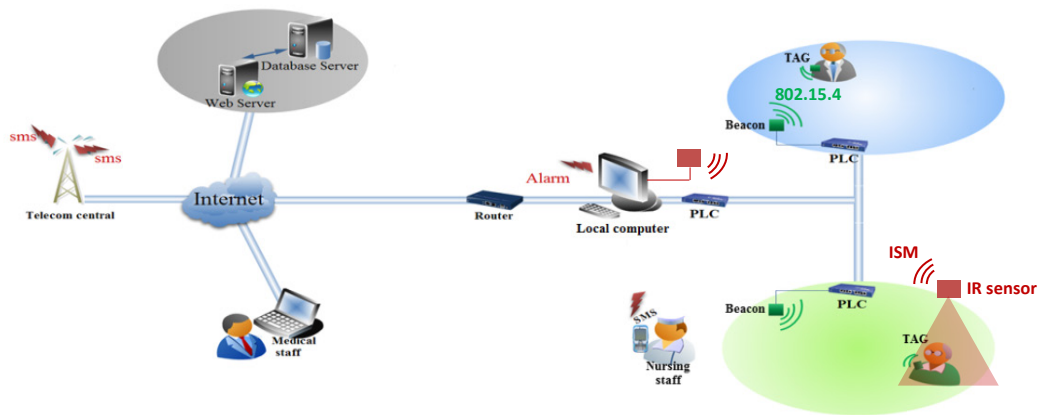 Database Server
Web Server
sms
sms
Telecom central
Internet
Medical
staff
Router
Alarm
Local computer
PLC
TAG
802.15.4
Beacon
PLC
ISM
IR sensor
Beacon
PLC
TAG
SMS
Nursing
staff